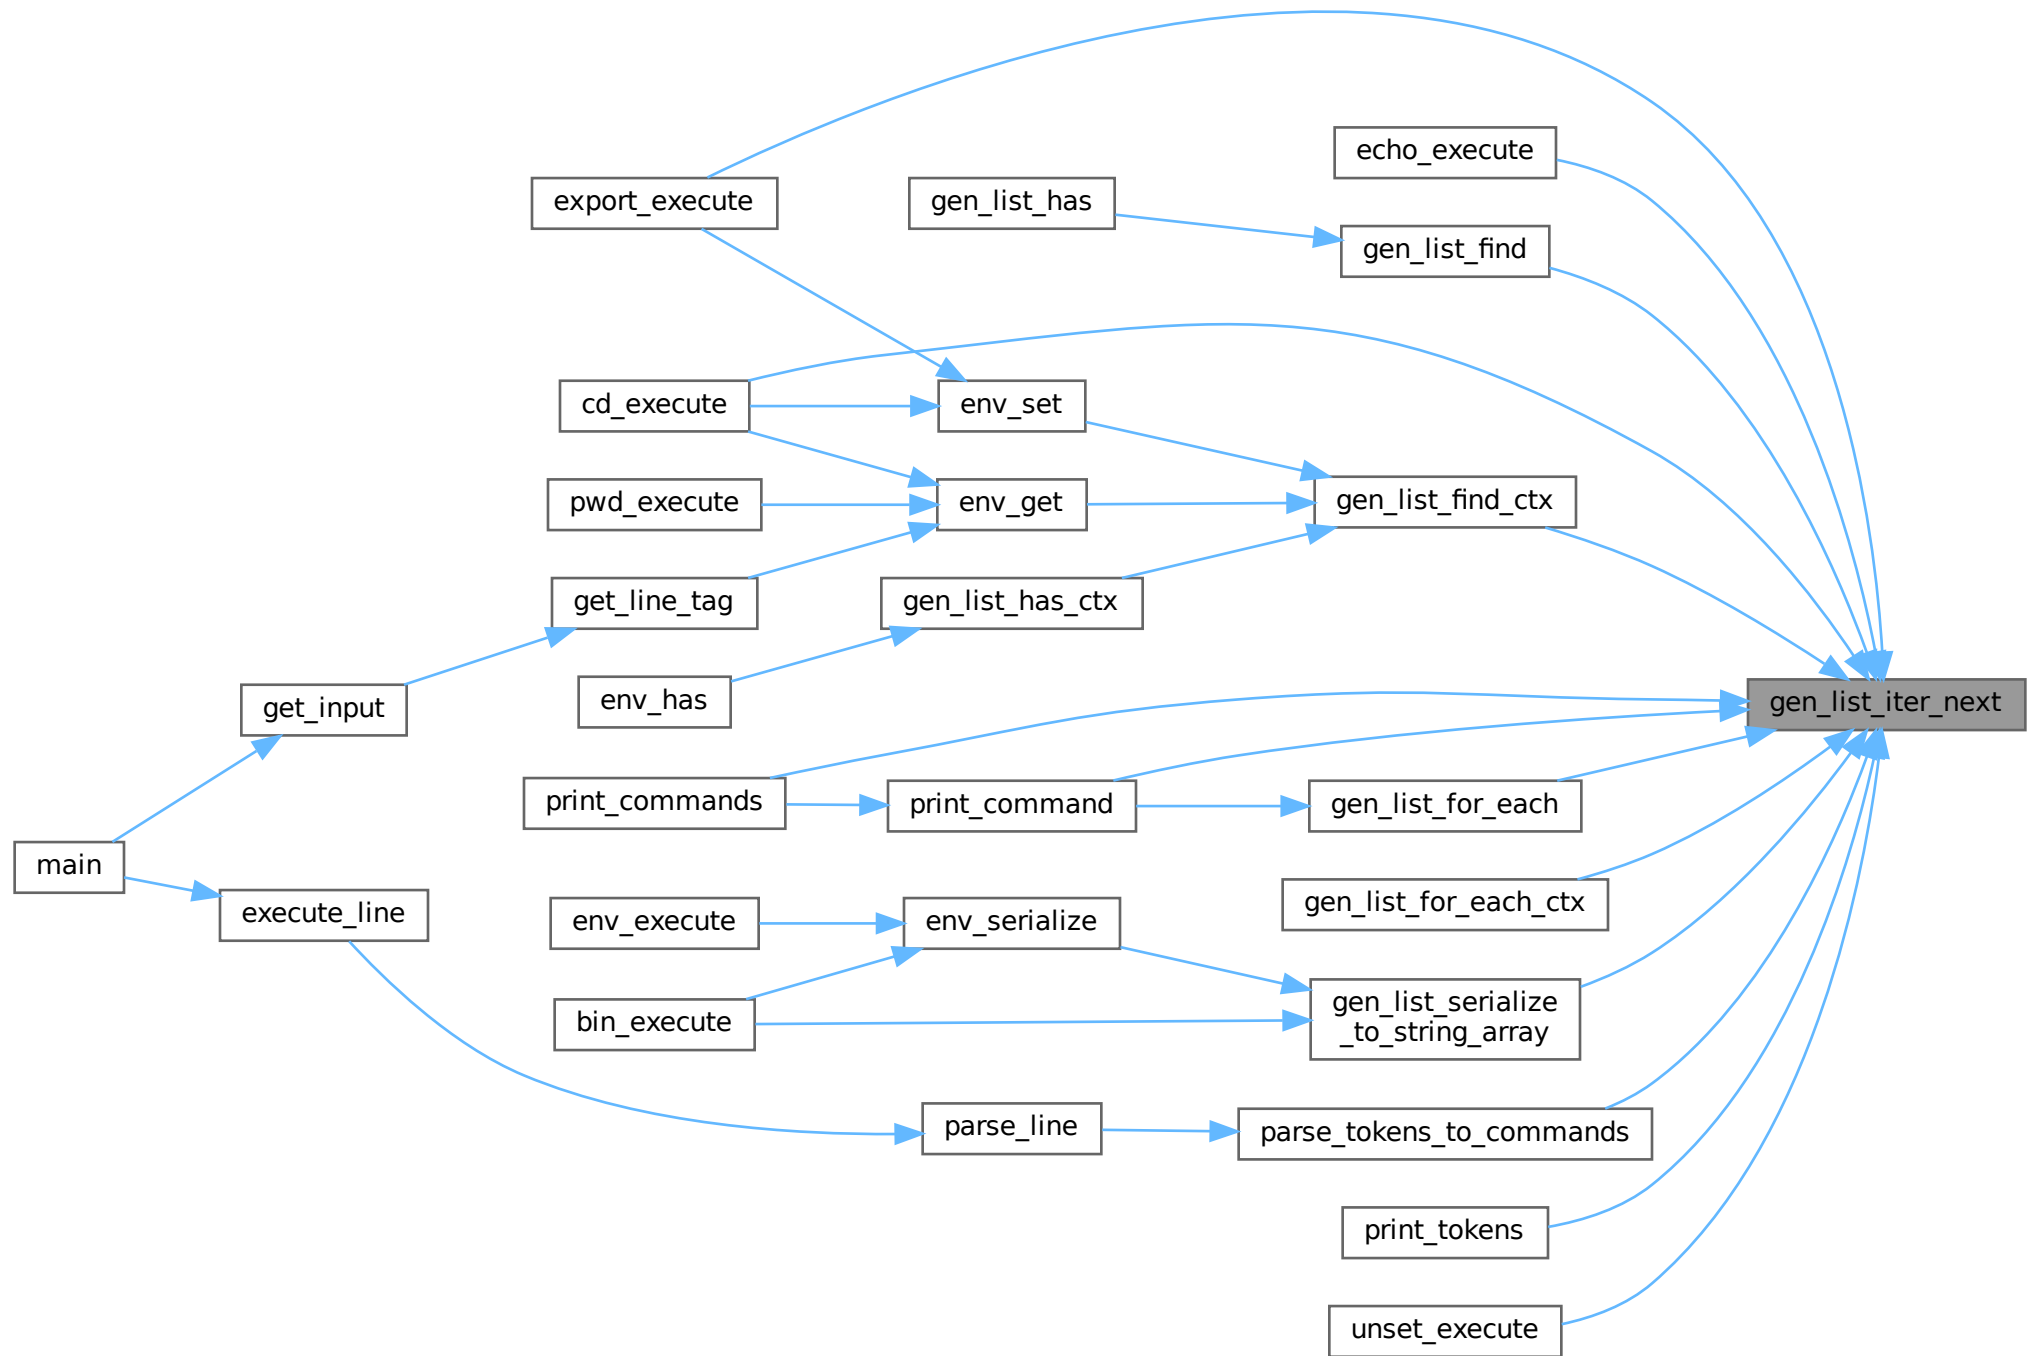 echo_execute
export_execute
gen_list_has
gen_list_find
cd_execute
env_set
pwd_execute
env_get
gen_list_find_ctx
get_line_tag
gen_list_has_ctx
env_has
get_input
gen_list_iter_next
print_commands
print_command
gen_list_for_each
main
execute_line
gen_list_for_each_ctx
env_execute
env_serialize
bin_execute
gen_list_serialize
_to_string_array
parse_line
parse_tokens_to_commands
print_tokens
unset_execute